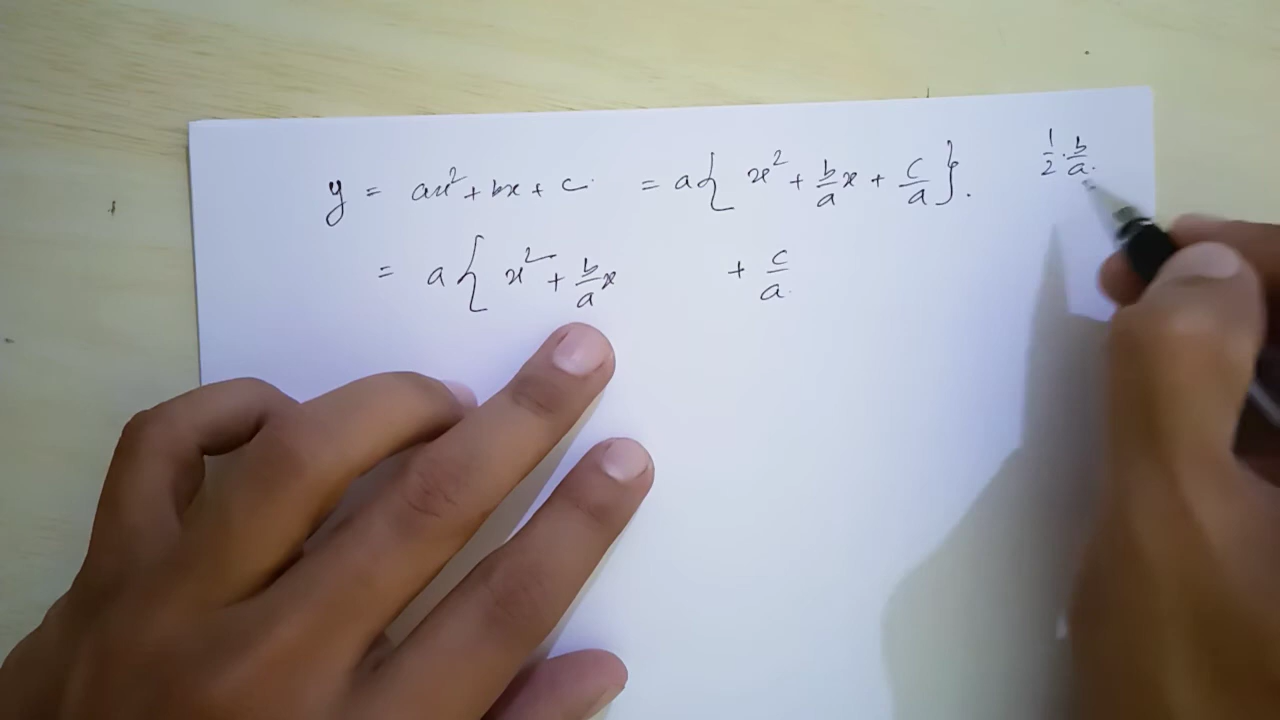 y = ax² + bx + c. = a{ x² + b/a x + c/a }. 1/2 · b/a.
= a{ x² + b/a x + c/a.